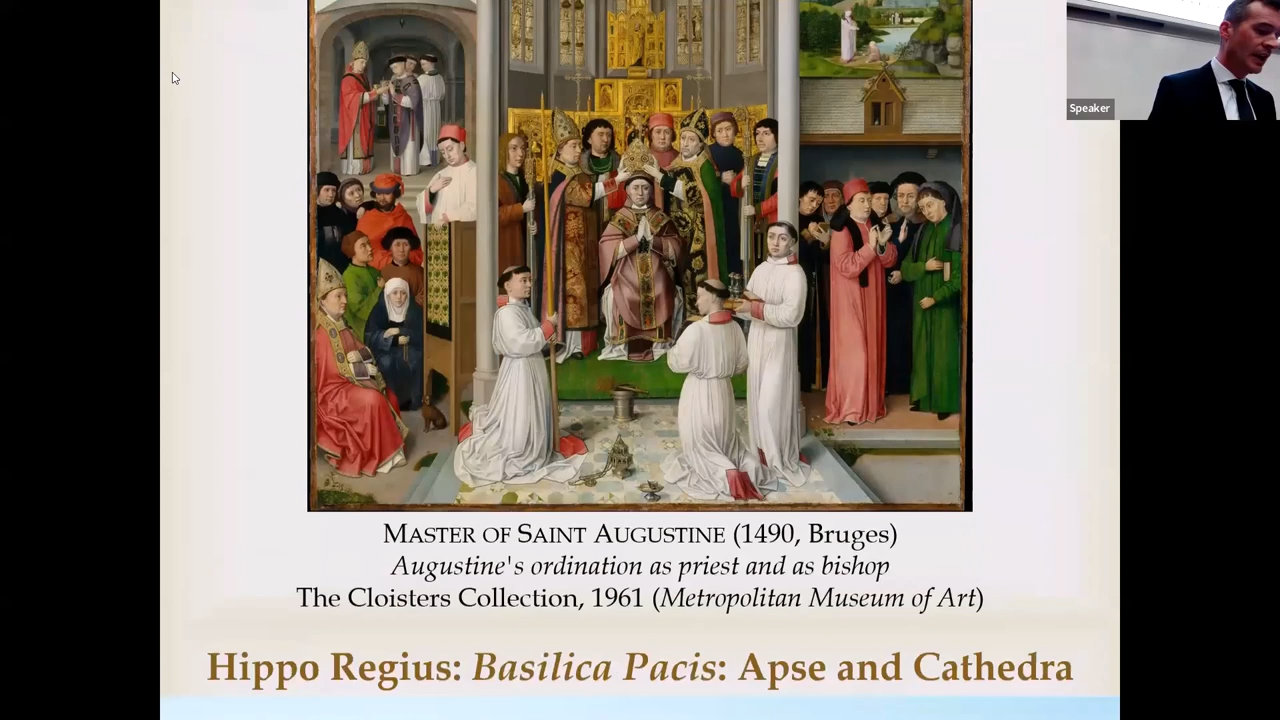 Speaker
MASTER OF SAINT AUGUSTINE (1490, Bruges)
Augustine's ordination as priest and as bishop
The Cloisters Collection, 1961 (Metropolitan Museum of Art)
Hippo Regius: Basilica Pacis: Apse and Cathedra